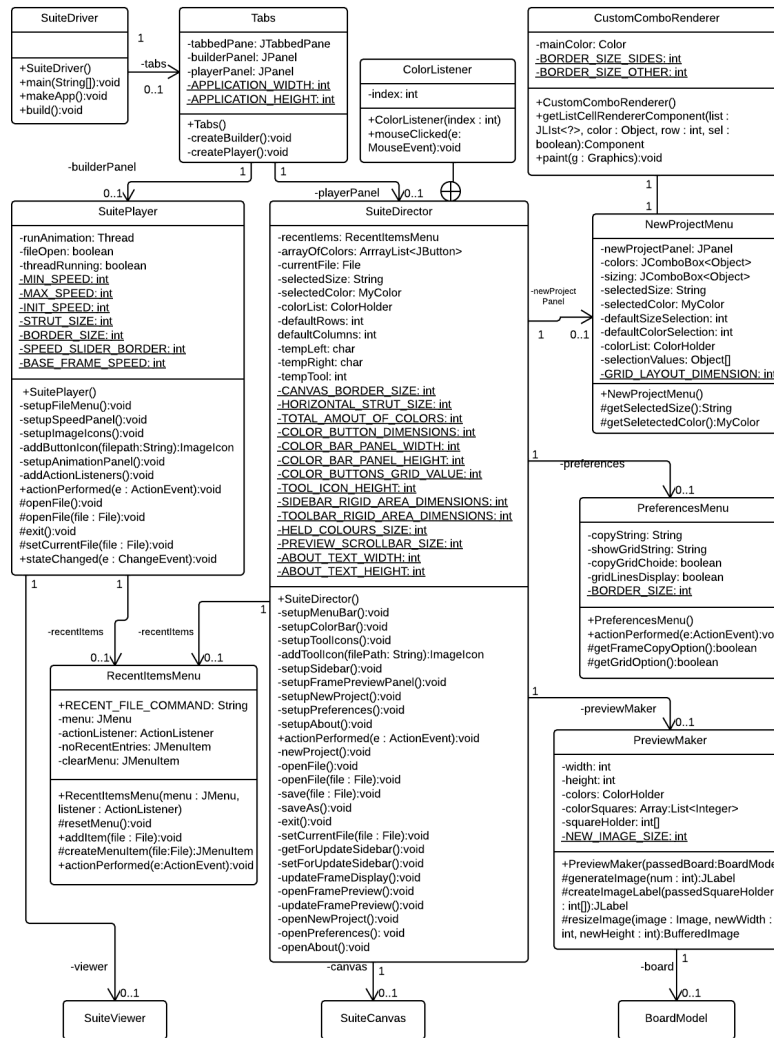 SuiteDriver
+SuiteDriver()
+main(String[]):void
+makeApp():void
+build():void
1
-tabs
0..1
Tabs
-tabbedPane: JTabbedPane
-builderPanel: JPanel
-playerPanel: JPanel
-APPLICATION_WIDTH: int
-APPLICATION_HEIGHT: int
+Tabs()
-createBuilder():void
-createPlayer():void
ColorListener
-index: int
+ColorListener(index : int)
+mouseClicked(e:
MouseEvent):void
CustomComboRenderer
-mainColor: Color
-BORDER_SIZE_SIDES: int
-BORDER_SIZE_OTHER: int
+CustomComboRenderer()
+getListCellRendererComponent(list :
JLIst<?>, color : Object, row : int, sel :
boolean):Component
+paint(g : Graphics):void
-builderPanel
1
1
0..1
-playerPanel
0..1
1
1
SuitePlayer
-runAnimation: Thread
-fileOpen: boolean
-threadRunning: boolean
-MIN_SPEED: int
-MAX_SPEED: int
-INIT_SPEED: int
-STRUT_SIZE: int
-BORDER_SIZE: int
-SPEED_SLIDER_BORDER: int
-BASE_FRAME_SPEED: int
+SuitePlayer()
-setupFileMenu():void
-setupSpeedPanel():void
-setupImageIcons():void
-addButtonIcon(filepath:String):ImageIcon
-setupAnimationPanel():void
-addActionListeners():void
+actionPerformed(e : ActionEvent):void
#openFile():void
#openFile(file : File):void
#exit():void
#setCurrentFile(file : File):void
+stateChanged(e : ChangeEvent):void
SuiteDirector
-recentIems: RecentItemsMenu
-arrayOfColors: ArrrayList<JButton>
-currentFile: File
-selectedSize: String
-selectedColor: MyColor
-colorList: ColorHolder
-defaultRows: int
defaultColumns: int
-tempLeft: char
-tempRight: char
-tempTool: int
-CANVAS_BORDER_SIZE: int
-HORIZONTAL_STRUT_SIZE: int
-TOTAL_AMOUT_OF_COLORS: int
-COLOR_BUTTON_DIMENSIONS: int
-COLOR_BAR_PANEL_WIDTH: int
-COLOR_BAR_PANEL_HEIGHT: int
-COLOR_BUTTONS_GRID_VALUE: int
-TOOL_ICON_HEIGHT: int
-SIDEBAR_RIGID_AREA_DIMENSIONS: int
-TOOLBAR_RIGID_AREA_DIMENSIONS: int
-HELD_COLOURS_SIZE: int
-PREVIEW_SCROLLBAR_SIZE: int
-ABOUT_TEXT_WIDTH: int
-ABOUT_TEXT_HEIGHT: int
+SuiteDirector()
-setupMenuBar():void
-setupColorBar():void
-setupToolIcons():void
-addToolIcon(filePath: String):ImageIcon
-setupSidebar():void
-setupFramePreviewPanel():void
-setupNewProject():void
-setupPreferences():void
-setupAbout():void
+actionPerformed(e : ActionEvent):void
-newProject():void
-openFile():void
-openFile(file : File):void
-save(file : File):void
-saveAs():void
-exit():void
-setCurrentFile(file : File):void
-getForUpdateSidebar():void
-setForUpdateSidebar():void
-updateFrameDisplay():void
-openFramePreview():void
-updateFramePreview():void
-openNewProject():void
-openPreferences(): void
-openAbout():void
-newProject
Panel
1
0..1
NewProjectMenu
-newProjectPanel: JPanel
-colors: JComboBox<Object>
-sizing: JComboBox<Object>
-selectedSize: String
-selectedColor: MyColor
-defaultSizeSelection: int
-defaultColorSelection: int
-colorList: ColorHolder
-selectionValues: Object[]
-GRID_LAYOUT_DIMENSION: int
+NewProjectMenu()
#getSelectedSize():String
#getSeletectedColor():MyColor
1
-preferences
0..1
PreferencesMenu
-copyString: String
-showGridString: String
-copyGridChoide: boolean
-gridLinesDisplay: boolean
-BORDER_SIZE: int
+PreferencesMenu()
+actionPerformed(e:ActionEvent):vo
#getFrameCopyOption():boolean
#getGridOption():boolean
1
1
1
-recentItems
-recentItems
0..1
0..1
RecentItemsMenu
+RECENT_FILE_COMMAND: String
-menu: JMenu
-actionListener: ActionListener
-noRecentEntries: JMenuItem
-clearMenu: JMenuItem
+RecentItemsMenu(menu : JMenu,
listener : ActionListener)
#resetMenu():void
+addItem(file : File):void
#createMenuItem(file:File):JMenuItem
+actionPerformed(e:ActionEvent):void
1
-previewMaker
0..1
PreviewMaker
-width: int
-height: int
-colors: ColorHolder
-colorSquares: Array:List<Integer>
-squareHolder: int[]
-NEW_IMAGE_SIZE: int
+PreviewMaker(passedBoard:BoardMode
#generateImage(num : int):JLabel
#createImageLabel(passedSquareHolder
: int[]):JLabel
#resizeImage(image : Image, newWidth :
int, newHeight : int):BufferedImage
-viewer
0..1
SuiteViewer
-canvas
1
0..1
SuiteCanvas
1
-board
0..1
BoardModel